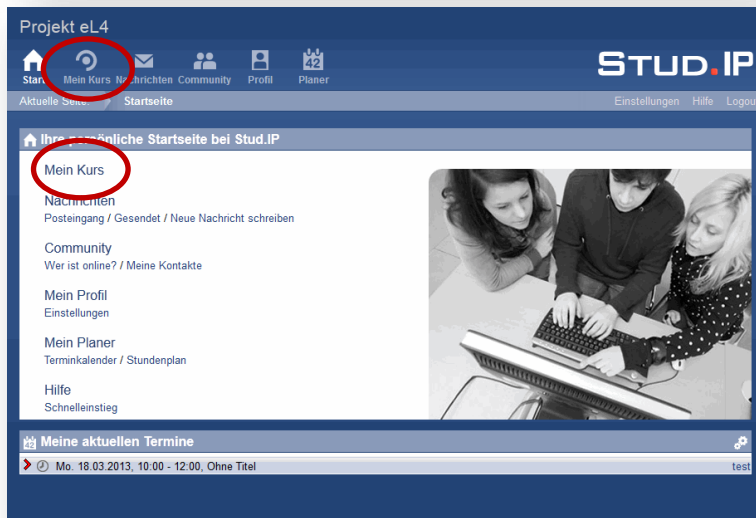 Projekt eL4
42
Start Mein Kurs Nachrichten Community Profil Planer
STUD.IP
Aktuelle Seite: Startseite
Einstellungen Hilfe Logou
Ihre persönliche Startseite bei Stud.IP
Mein Kurs
Nachrichten
Posteingang / Gesendet / Neue Nachricht schreiben
Community
Wer ist online? / Meine Kontakte
Mein Profil
Einstellungen
Mein Planer
Terminkalender / Stundenplan
Hilfe
Schnelleinstieg
42 Meine aktuellen Termine
Mo. 18.03.2013, 10:00 - 12:00, Ohne Titel
test